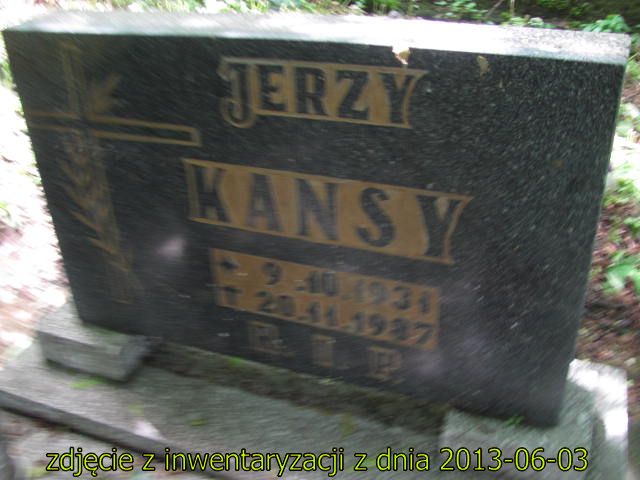 JERZY
KANSY
* 9.10.1931
† 20.11.1987
R. I. P.
zdjęcie z inwentaryzacji z dnia 2013-06-03